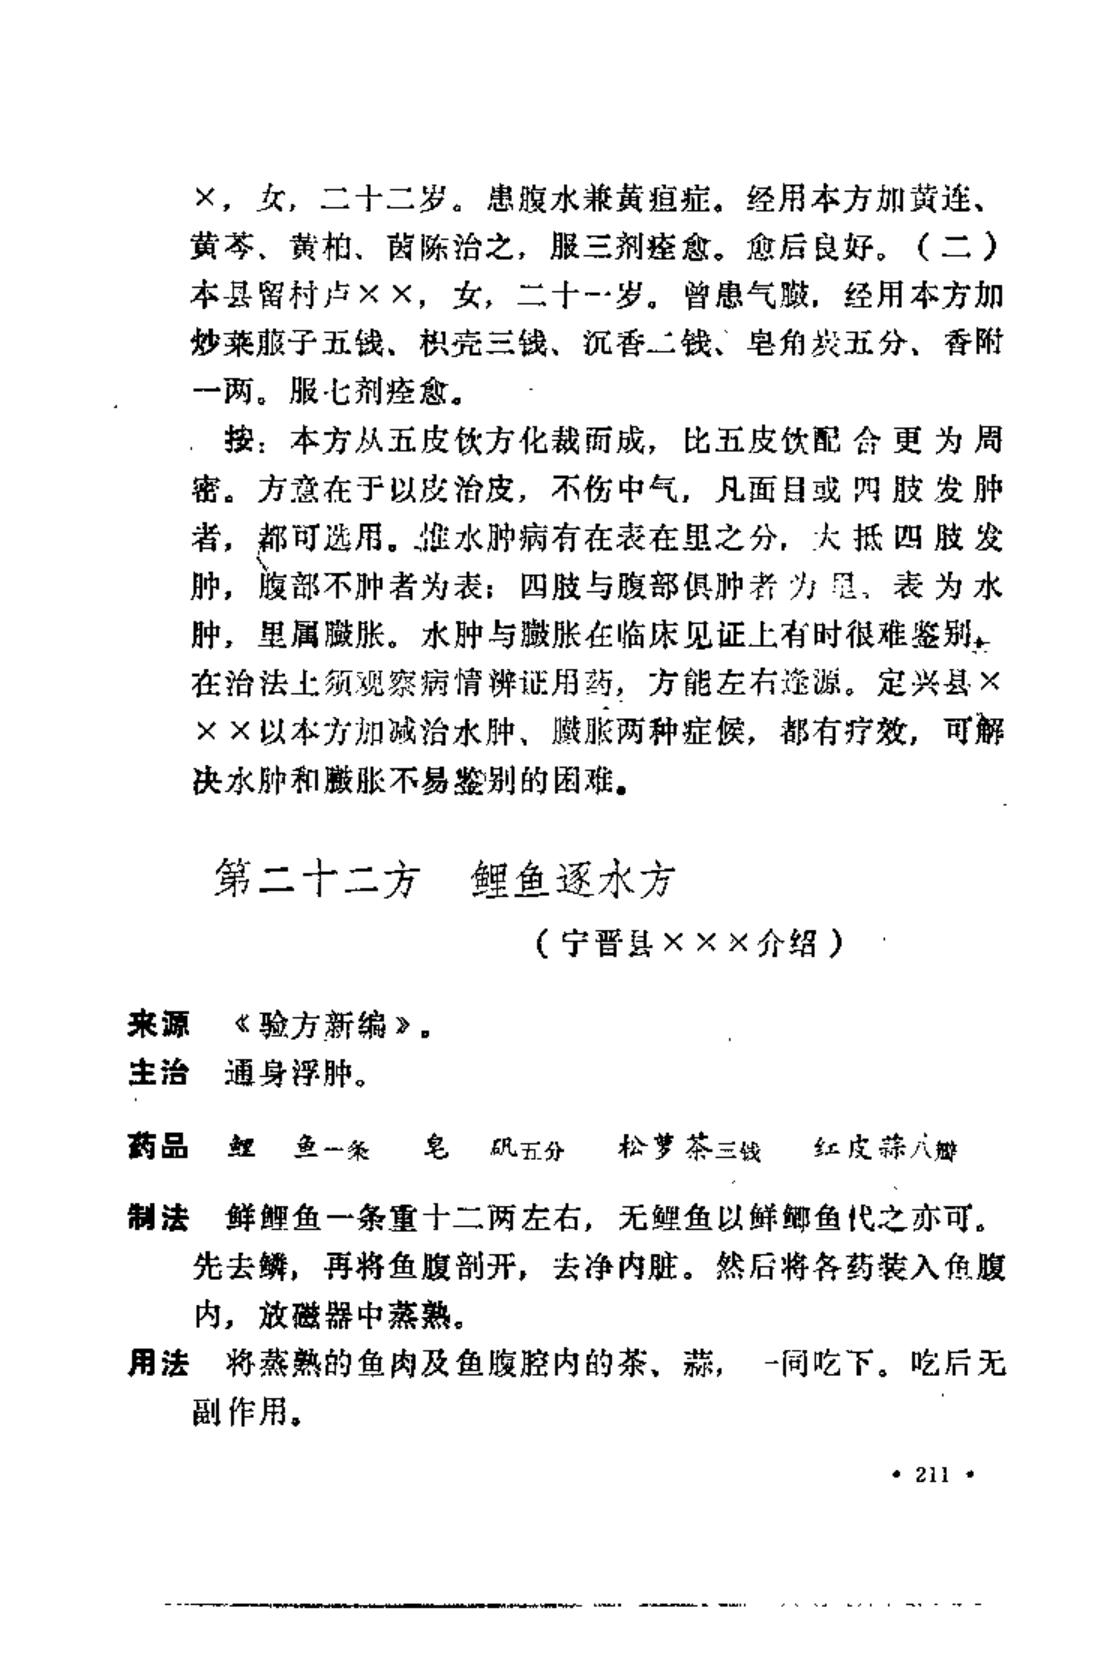 ×，女，二十二岁。患腹水兼黄疸症。经用本方加黄连、
黄芩、黄柏、茵陈治之，服三剂痊愈。愈后良好。（二）
本县留村卢××，女，二十一岁。曾患气臌，经用本方加
炒莱菔子五钱、枳壳三钱、沉香二钱、皂角炭五分、香附
一两。服七剂痊愈。
按：本方从五皮饮方化裁而成，比五皮饮配合更为周
密。方意在于以皮治皮，不伤中气，凡面目或四肢发肿
者，都可选用。惟水肿病有在表在里之分，大抵四肢发
肿，腹部不肿者为表；四肢与腹部俱肿者为里。表为水
肿，里属臌胀。水肿与臌胀在临床见证上有时很难鉴别，
在治法上须观察病情辨证用药，方能左右逢源。定兴县×
××以本方加减治水肿、臌胀两种症候，都有疗效，可解
决水肿和臌胀不易鉴别的困难。
第二十二方　鲤鱼逐水方
（宁晋县×××介绍）
来源　《验方新编》。
主治　通身浮肿。
药品　鲤　鱼一条　皂　矾五分　松萝茶三钱　红皮蒜八瓣
制法　鲜鲤鱼一条重十二两左右，无鲤鱼以鲜鲫鱼代之亦可。
先去鳞，再将鱼腹剖开，去净内脏。然后将各药装入鱼腹
内，放磁器中蒸熟。
用法　将蒸熟的鱼肉及鱼腹腔内的茶、蒜，一同吃下。吃后无
副作用。
• 211 •